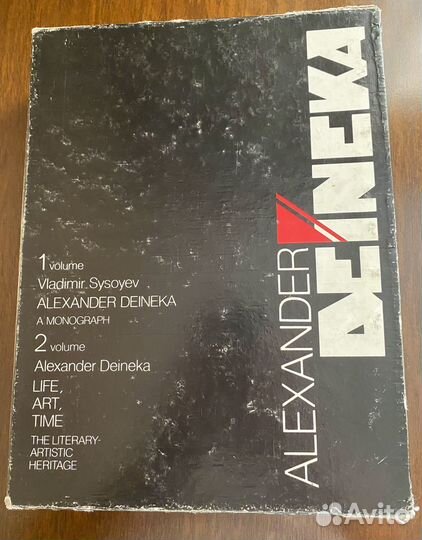 ALEXANDER
DEINEKA
1 volume
Vladimir Sysoyev
ALEXANDER DEINEKA
A MONOGRAPH
2 volume
Alexander Deineka
LIFE,
ART,
TIME
THE LITERARY-
ARTISTIC
HERITAGE
Avito